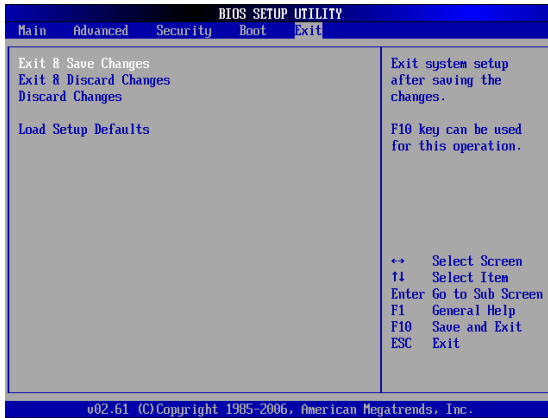 BIOS SETUP UTILITY
Main Advanced Security Boot Exit
Exit & Save Changes
Exit & Discard Changes
Discard Changes
Load Setup Defaults
Exit system setup
after saving the
changes.
F10 key can be used
for this operation.
↔ Select Screen
↑↓ Select Item
Enter Go to Sub Screen
F1 General Help
F10 Save and Exit
ESC Exit
v02.61 (C)Copyright 1985-2006, American Megatrends, Inc.